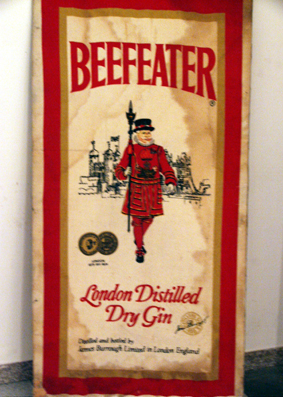 BEEFEATER
®
London Distilled
Dry Gin
Distilled and bottled by
James Burrough Limited in London England